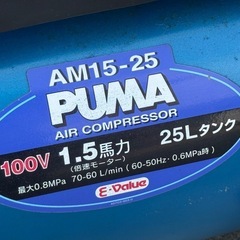 AM15-25
PUMA
AIR COMPRESSOR
100V 1.5馬力 25Lタンク
(倍速モーター)
最大0.8MPa 70-60 L/min (60-50Hz·0.6MPa時)
E-Value